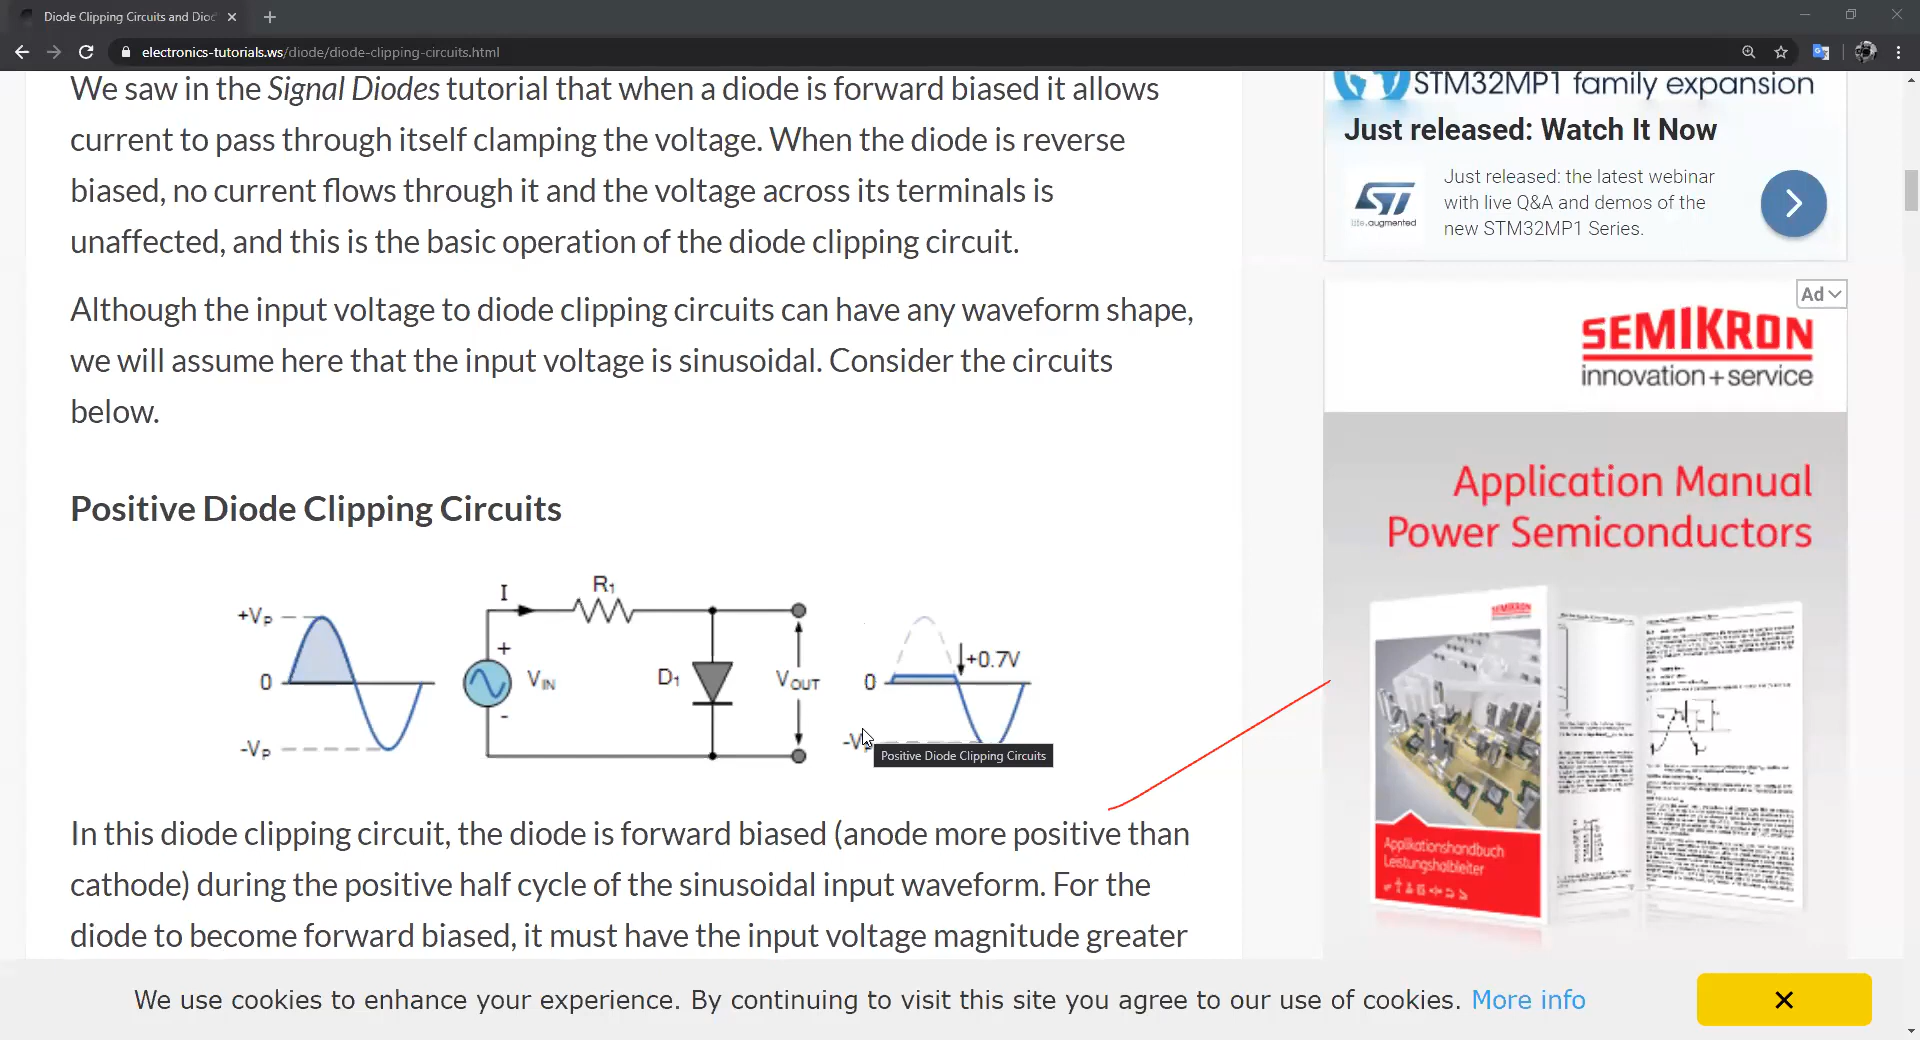 Diode Clipping Circuits and Diod
electronics-tutorials.ws/diode/diode-clipping-circuits.html
We saw in the Signal Diodes tutorial that when a diode is forward biased it allows
current to pass through itself clamping the voltage. When the diode is reverse
biased, no current flows through it and the voltage across its terminals is
unaffected, and this is the basic operation of the diode clipping circuit.
Although the input voltage to diode clipping circuits can have any waveform shape,
we will assume here that the input voltage is sinusoidal. Consider the circuits
below.
Positive Diode Clipping Circuits
+VP
0
-VP
I
R1
+
VIN
-
D1
VOUT
0
+0.7V
-V
Positive Diode Clipping Circuits
In this diode clipping circuit, the diode is forward biased (anode more positive than
cathode) during the positive half cycle of the sinusoidal input waveform. For the
diode to become forward biased, it must have the input voltage magnitude greater
STM32MP1 family expansion
Just released: Watch It Now
ST
life.augmented
Just released: the latest webinar
with live Q&A and demos of the
new STM32MP1 Series.
Ad
SEMIKRON
innovation+service
Application Manual
Power Semiconductors
SEMIKRON
Applikationshandbuch
Leistungshalbleiter
We use cookies to enhance your experience. By continuing to visit this site you agree to our use of cookies. More info